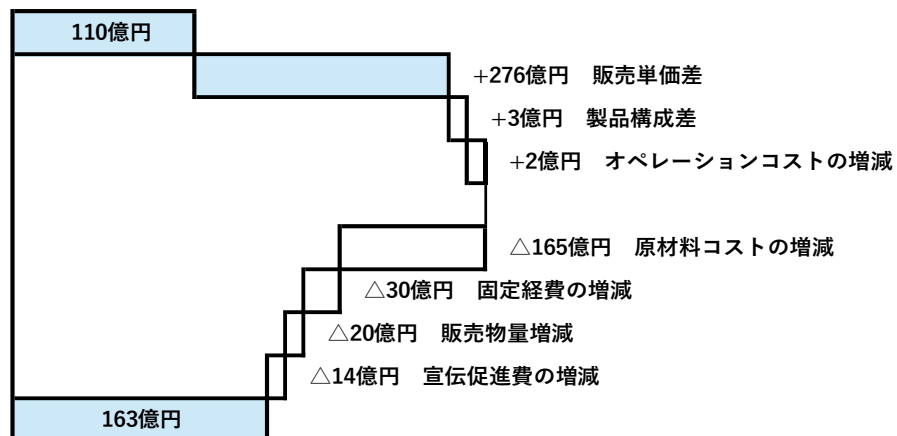 110億円
+276億円　販売単価差
+3億円　製品構成差
+2億円　オペレーションコストの増減
△165億円　原材料コストの増減
△30億円　固定経費の増減
△20億円　販売物量増減
△14億円　宣伝促進費の増減
163億円